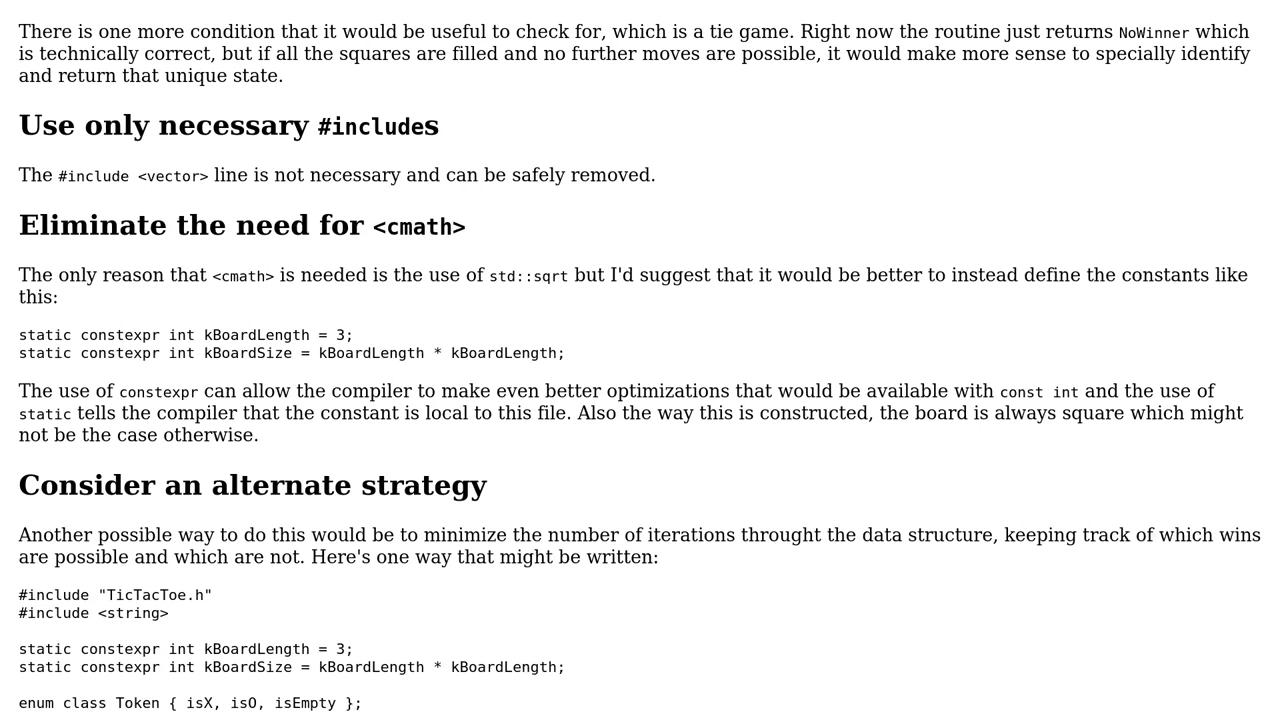 There is one more condition that it would be useful to check for, which is a tie game. Right now the routine just returns NoWinner which
is technically correct, but if all the squares are filled and no further moves are possible, it would make more sense to specially identify
and return that unique state.
Use only necessary #includes
The #include <vector> line is not necessary and can be safely removed.
Eliminate the need for <cmath>
The only reason that <cmath> is needed is the use of std::sqrt but I'd suggest that it would be better to instead define the constants like
this:
static constexpr int kBoardLength = 3;
static constexpr int kBoardSize = kBoardLength * kBoardLength;
The use of constexpr can allow the compiler to make even better optimizations that would be available with const int and the use of
static tells the compiler that the constant is local to this file. Also the way this is constructed, the board is always square which might
not be the case otherwise.
Consider an alternate strategy
Another possible way to do this would be to minimize the number of iterations throught the data structure, keeping track of which wins
are possible and which are not. Here's one way that might be written:
#include "TicTacToe.h"
#include <string>
static constexpr int kBoardLength = 3;
static constexpr int kBoardSize = kBoardLength * kBoardLength;
enum class Token { isX, isO, isEmpty };